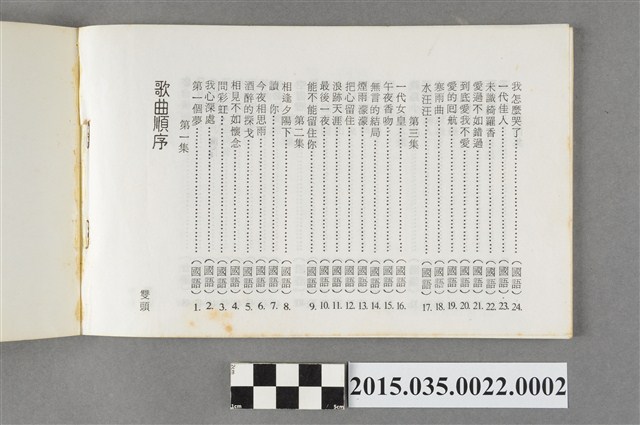 歌曲順序
第一集
第一個夢⋯⋯(國語) 1.
我心深處⋯⋯(國語) 2.
問彩虹⋯⋯(國語) 3.
相見不如懷念⋯⋯(國語) 4.
酒醉的探戈⋯⋯(國語) 5.
今夜相思雨⋯⋯(國語) 6.
讀 你⋯⋯(國語) 7.
相逢夕陽下⋯⋯(國語) 8.
第二集
能不能留住你⋯⋯(國語) 9.
最後一夜⋯⋯(國語) 10.
浪跡天涯⋯⋯(國語) 11.
把心留住⋯⋯(國語) 12.
煙雨濛濛⋯⋯(國語) 13.
無言的結局⋯⋯(國語) 14.
午夜香吻⋯⋯(國語) 15.
一代女皇⋯⋯(國語) 16.
第三集
水汪汪⋯⋯(國語) 17.
寒雨曲⋯⋯(國語) 18.
愛的囘航⋯⋯(國語) 19.
到底愛我不愛⋯⋯(國語) 20.
愛過不如錯過⋯⋯(國語) 21.
未識綺羅香⋯⋯(國語) 22.
一代佳人⋯⋯(國語) 23.
我怎麼哭了⋯⋯(國語) 24.
雙頭
1cm
5cm
2015.035.0022.0002